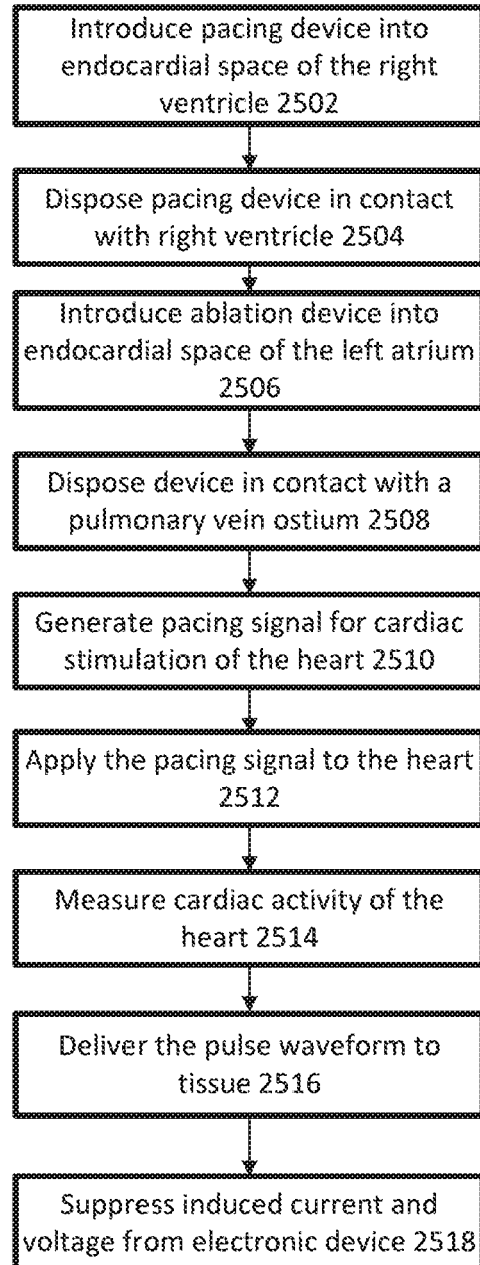 Introduce pacing device into
endocardial space of the right
ventricle 2502
Dispose pacing device in contact
with right ventricle 2504
Introduce ablation device into
endocardial space of the left atrium
2506
Dispose device in contact with a
pulmonary vein ostium 2508
Generate pacing signal for cardiac
stimulation of the heart 2510
Apply the pacing signal to the heart
2512
Measure cardiac activity of the
heart 2514
Deliver the pulse waveform to
tissue 2516
Suppress induced current and
voltage from electronic device 2518